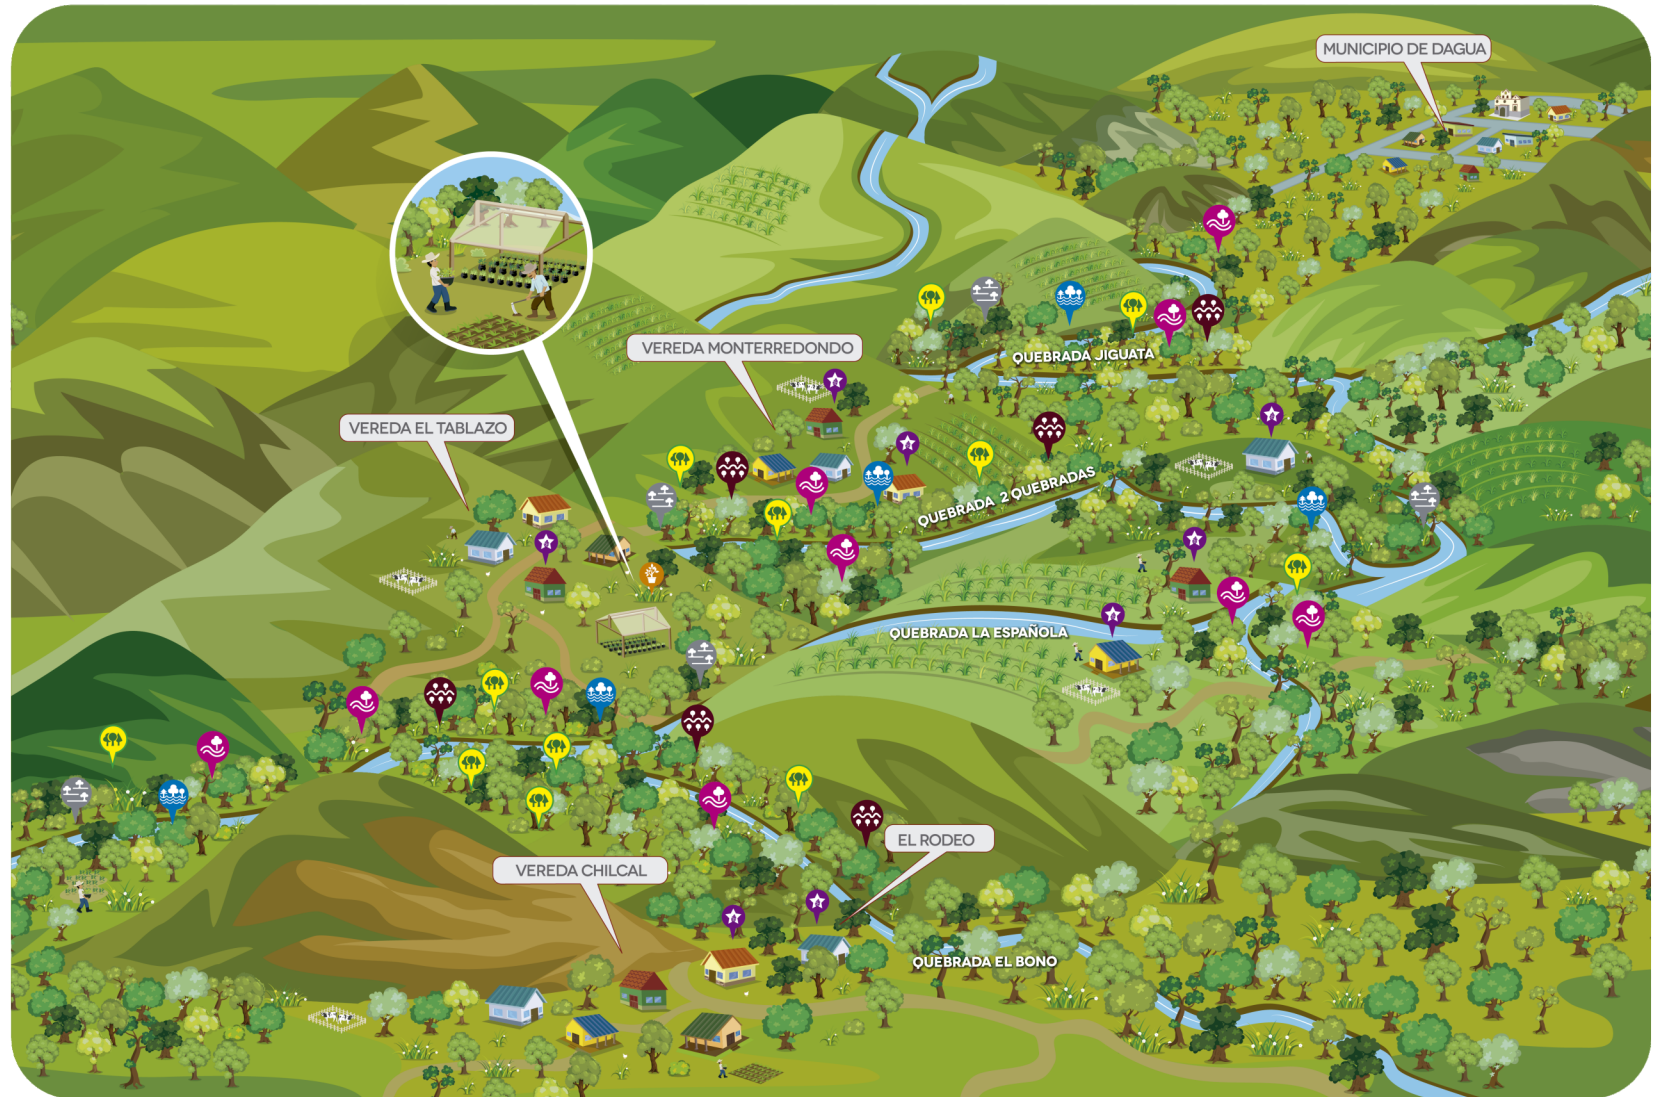 MUNICIPIO DE DAGUA
VEREDA MONTERREDONDO
QUEBRADA JIGUATA
VEREDA EL TABLAZO
QUEBRADA 2 QUEBRADAS
QUEBRADA LA ESPAÑOLA
EL RODEO
VEREDA CHILCAL
QUEBRADA EL BONO